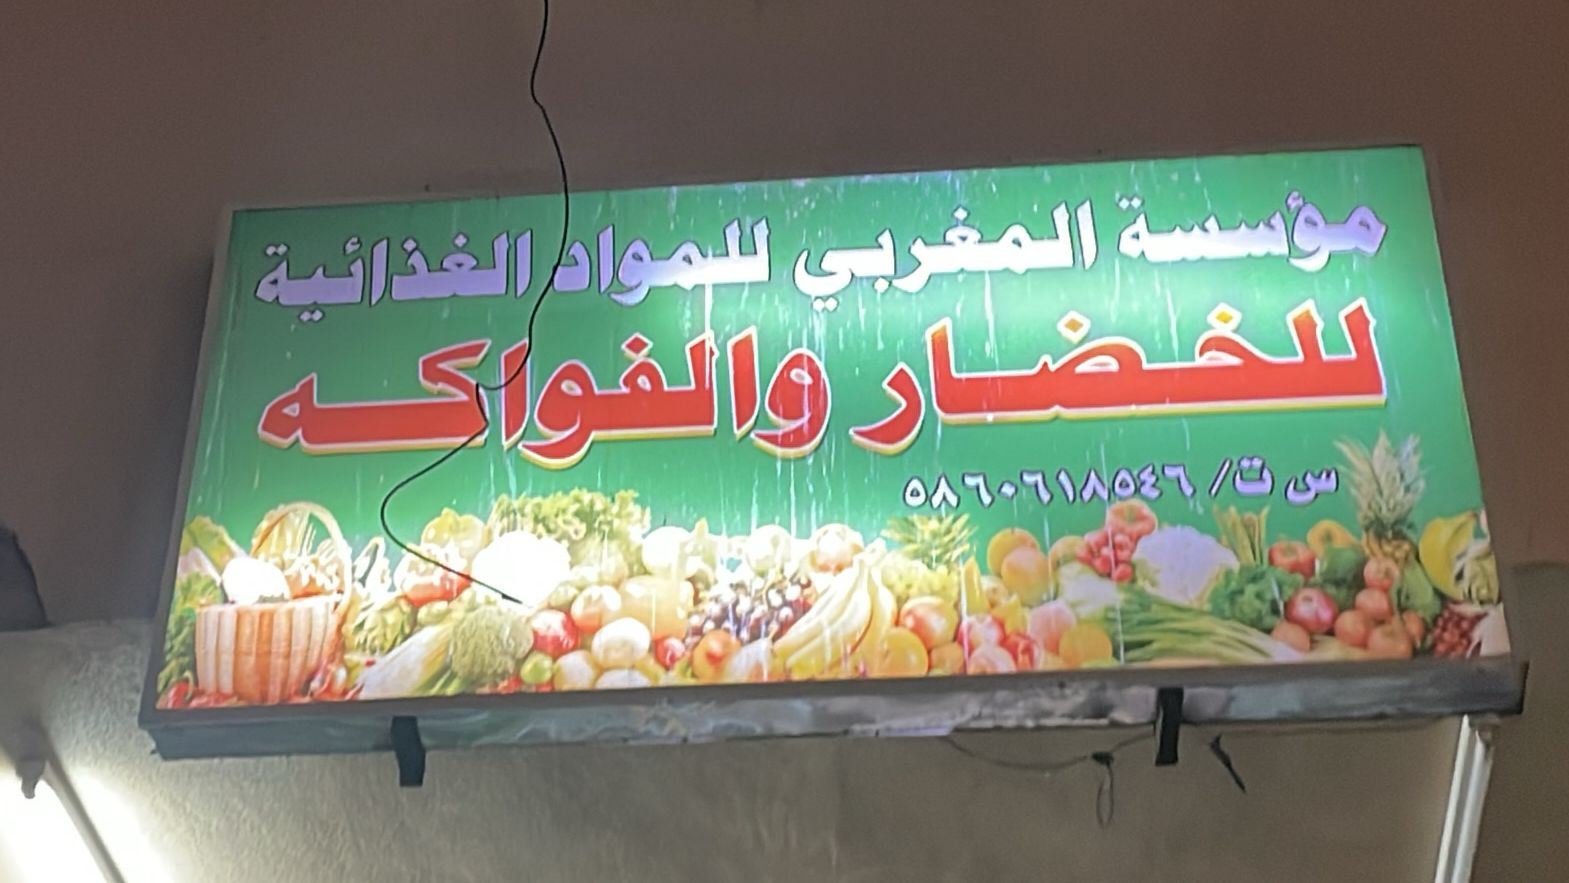 مؤسسة المغربي للمواد الغذائية
للخضار والفواكه
س ت/ ٥٨٦٠٦١٨٥٤٦